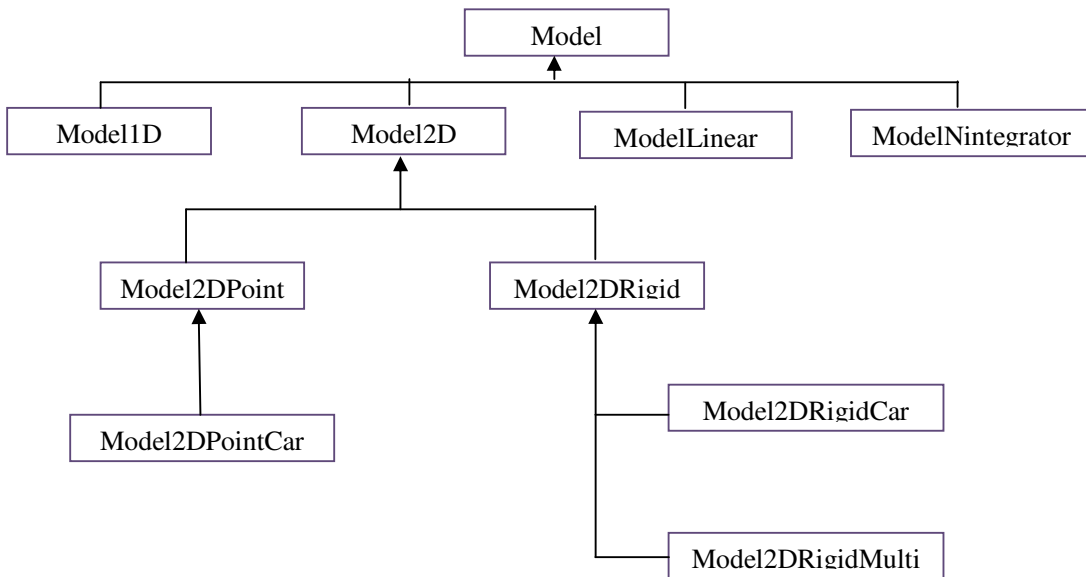 Model
Model1D
Model2D
ModelLinear
ModelNintegrator
Model2DPoint
Model2DRigid
Model2DRigidCar
Model2DPointCar
Model2DRigidMulti